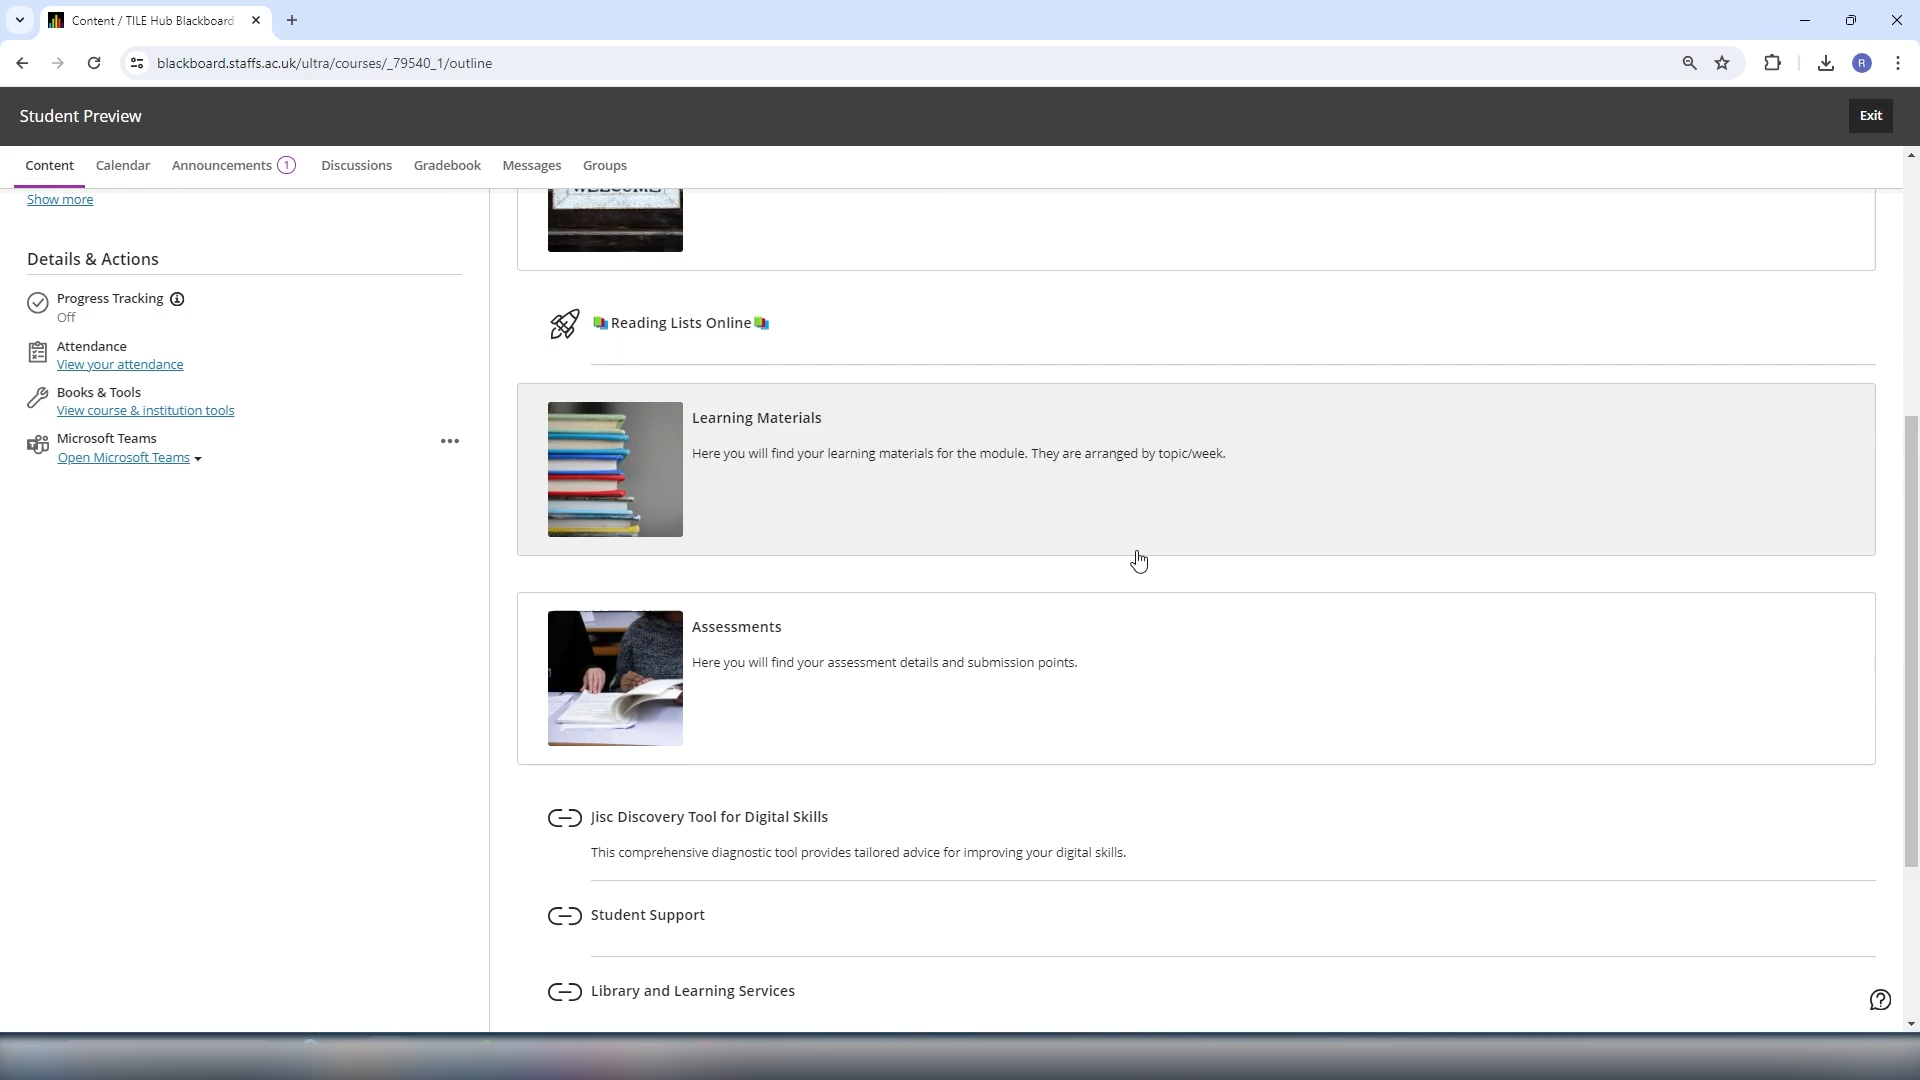 Content / TILE Hub Blackboard
blackboard.staffs.ac.uk/ultra/courses/_79540_1/outline
R
Student Preview
Exit
Content
Calendar
Announcements 1
Discussions
Gradebook
Messages
Groups
Show more
Details & Actions
Progress Tracking
Off
Attendance
View your attendance
Books & Tools
View course & institution tools
Microsoft Teams
Open Microsoft Teams
WELCOME
Reading Lists Online
Learning Materials
Here you will find your learning materials for the module. They are arranged by topic/week.
Assessments
Here you will find your assessment details and submission points.
Jisc Discovery Tool for Digital Skills
This comprehensive diagnostic tool provides tailored advice for improving your digital skills.
Student Support
Library and Learning Services